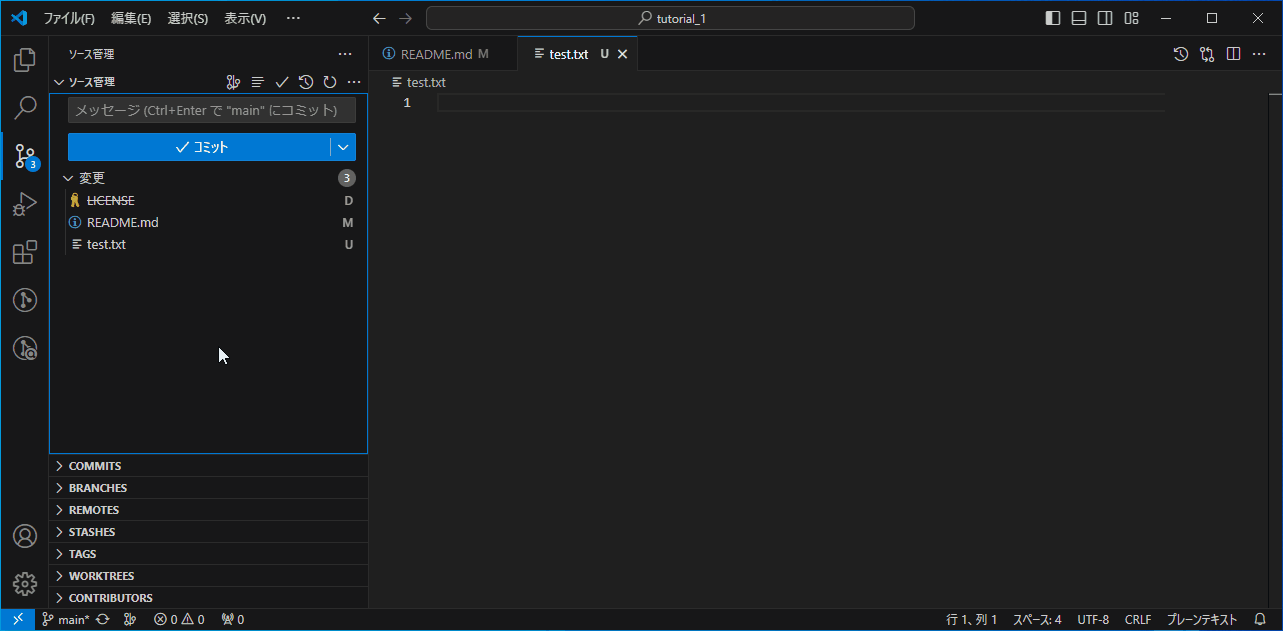 ファイル(F) 編集(E) 選択(S) 表示(V) ··· tutorial_1
ソース管理 ···
README.md M test.txt U
ソース管理 ···
test.txt
メッセージ (Ctrl+Enter で "main" にコミット)
1
コミット
変更 3
LICENSE D
README.md M
test.txt U
3
COMMITS
BRANCHES
REMOTES
STASHES
TAGS
WORKTREES
CONTRIBUTORS
main* 0 0 0 行 1、列 1 スペース: 4 UTF-8 CRLF プレーンテキスト